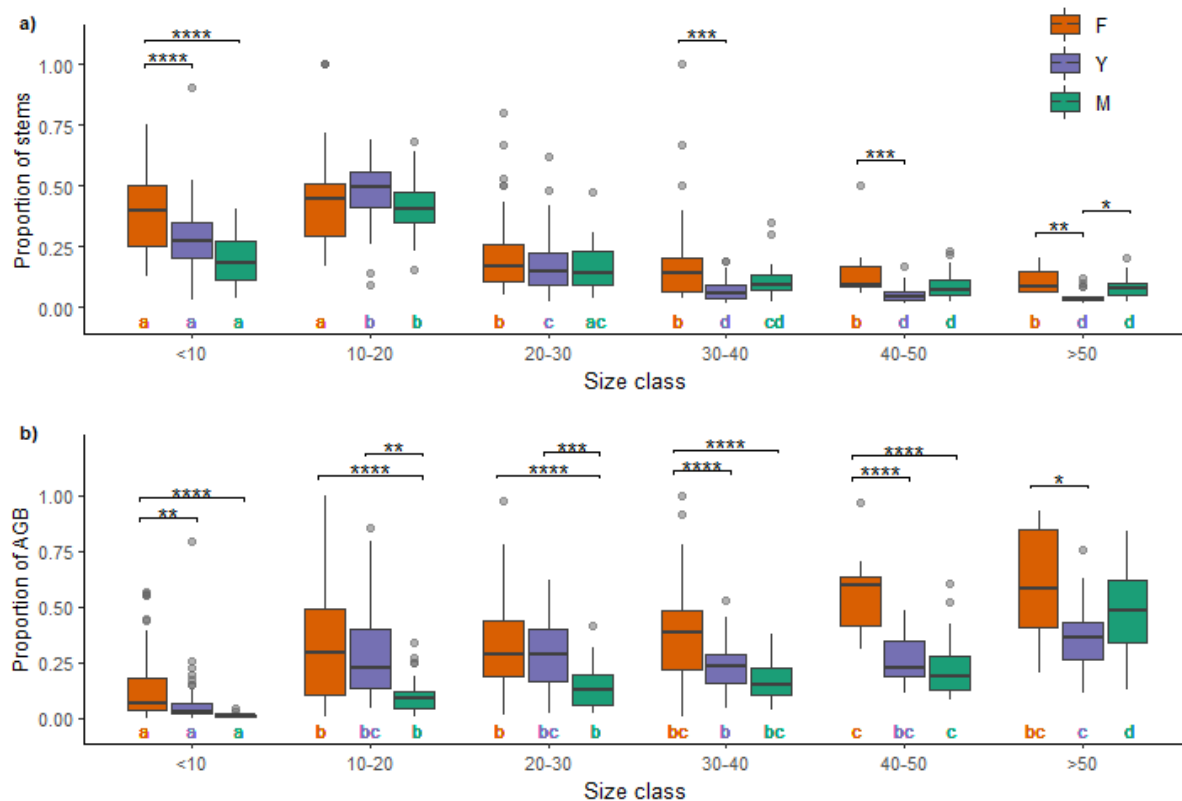 a)
**** *** F
**** Y
M
*** ** *
1.00
0.75
0.50
0.25
0.00
Proportion of stems
a a a a b b b c ac b d cd b d d b d d
<10 10-20 20-30 30-40 40-50 >50
Size class
b)
** *** **** ****
**** **** **** **** *
****
**
1.00
0.75
0.50
0.25
0.00
Proportion of AGB
a a a b bc b b bc b bc b bc c bc c bc c d
<10 10-20 20-30 30-40 40-50 >50
Size class